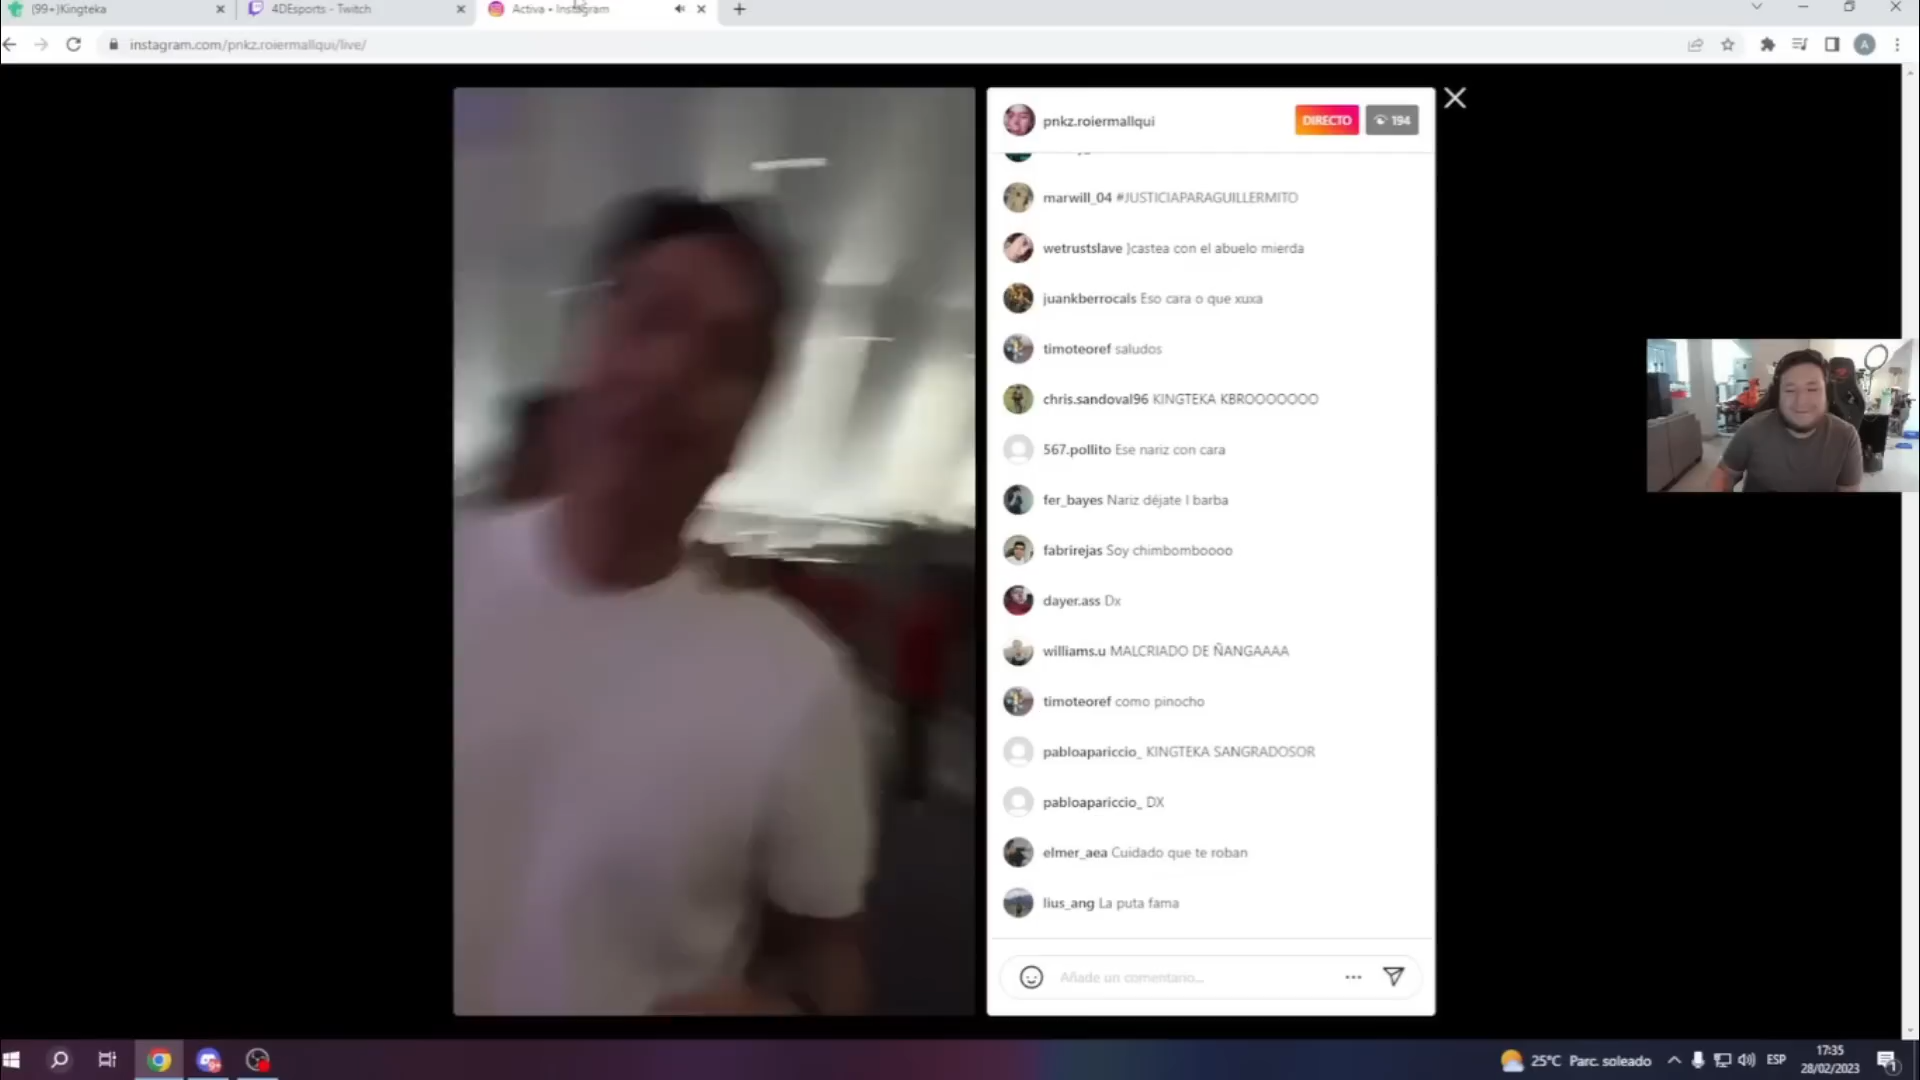 (99+)Kingteka
4DEsports - Twitch
Activa • Instagram
instagram.com/pnkz.roiermallqui/live/
A
pnkz.roiermallqui
DIRECTO
194
marwill_04 #JUSTICIAPARAGUILLERMITO
wetrustslave )castea con el abuelo mierda
juankberrocals Eso cara o que xuxa
timoteoref saludos
chris.sandoval96 KINGTEKA KBROOOOOOO
567.pollito Ese nariz con cara
fer_bayes Nariz déjate l barba
fabrirejas Soy chimbomboooo
dayer.ass Dx
williams.u MALCRIADO DE ÑANGAAAA
timoteoref como pinocho
pabloapariccio_ KINGTEKA SANGRADOSOR
pabloapariccio_ DX
elmer_aea Cuidado que te roban
lius_ang La puta fama
Añade un comentario...
25°C Parc. soleado
ESP
17:35
28/02/2023